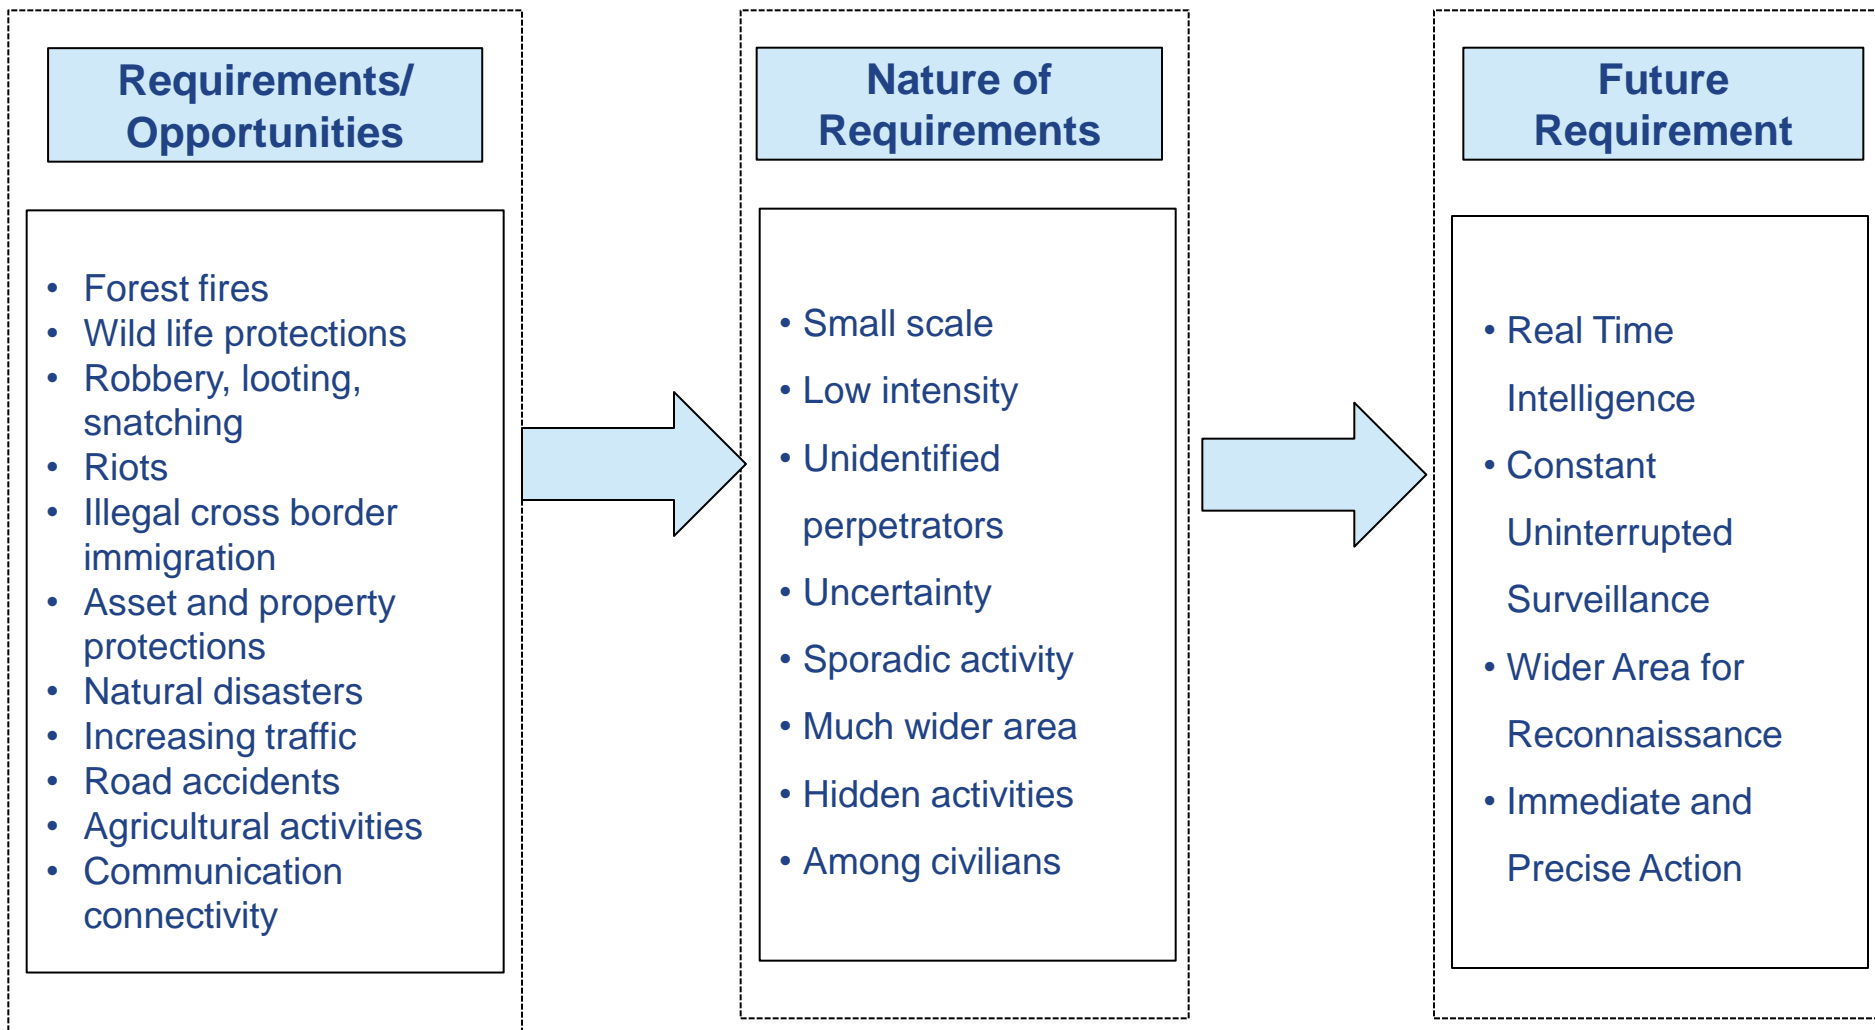 Requirements/
Opportunities
• Forest fires
• Wild life protections
• Robbery, looting,
snatching
• Riots
• Illegal cross border
immigration
• Asset and property
protections
• Natural disasters
• Increasing traffic
• Road accidents
• Agricultural activities
• Communication
connectivity
Nature of
Requirements
• Small scale
• Low intensity
• Unidentified
perpetrators
• Uncertainty
• Sporadic activity
• Much wider area
• Hidden activities
• Among civilians
Future
Requirement
• Real Time
Intelligence
• Constant
Uninterrupted
Surveillance
• Wider Area for
Reconnaissance
• Immediate and
Precise Action